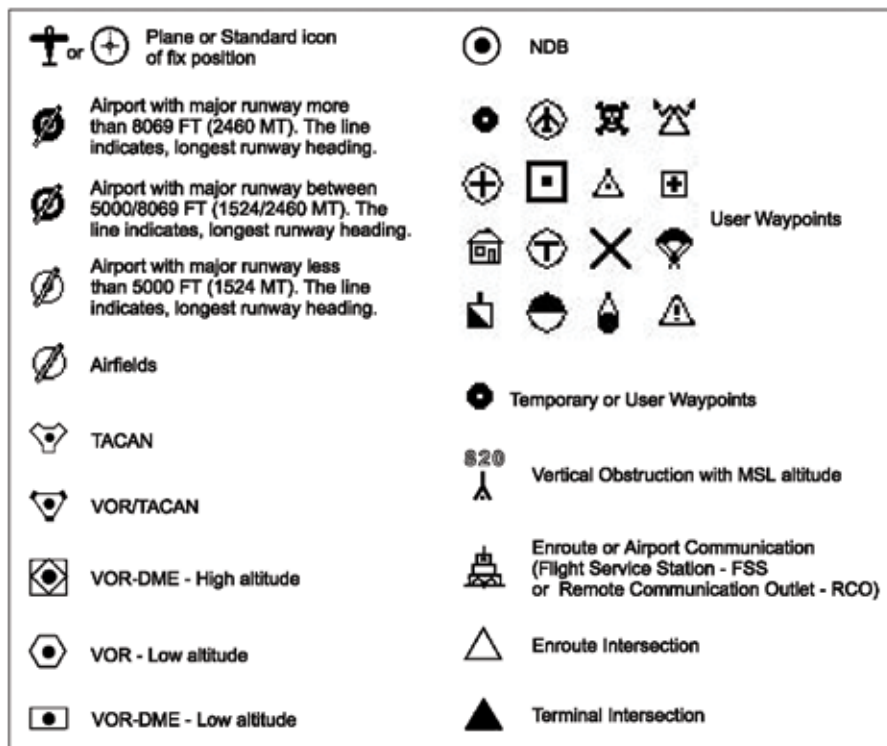 or
Plane or Standard icon
of fix position
Airport with major runway more
than 8069 FT (2460 MT). The line
indicates, longest runway heading.
Airport with major runway between
5000/8069 FT (1524/2460 MT). The
line indicates, longest runway heading.
Airport with major runway less
than 5000 FT (1524 MT). The line
indicates, longest runway heading.
Airfields
TACAN
VOR/TACAN
VOR-DME - High altitude
VOR - Low altitude
VOR-DME - Low altitude
NDB
User Waypoints
Temporary or User Waypoints
820
Vertical Obstruction with MSL altitude
Enroute or Airport Communication
(Flight Service Station - FSS
or Remote Communication Outlet - RCO)
Enroute Intersection
Terminal Intersection